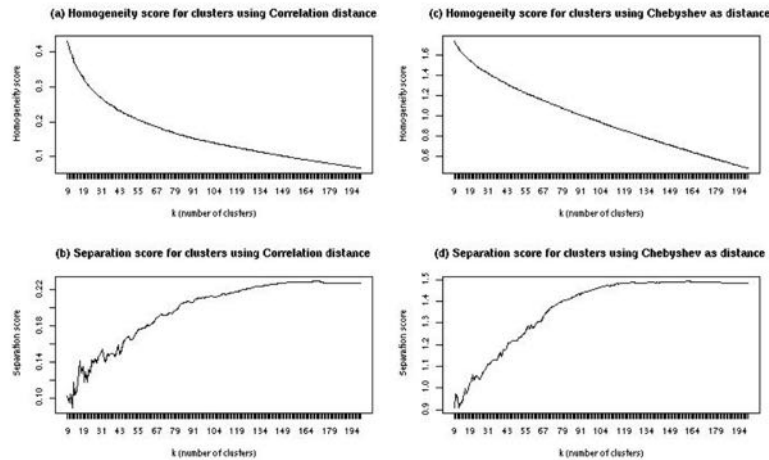 (a) Homogeneity score for clusters using Correlation distance
Homogeneity score
0.4
0.3
0.2
0.1
9 19 31 43 55 67 79 91 104 119 134 149 164 179 194
k (number of clusters)
(c) Homogeneity score for clusters using Chebyshev as distance
Homogeneity score
1.6
1.4
1.2
1.0
0.8
0.6
9 19 31 43 55 67 79 91 104 119 134 149 164 179 194
k (number of clusters)
(b) Separation score for clusters using Correlation distance
Separation score
0.22
0.18
0.14
0.10
9 19 31 43 55 67 79 91 104 119 134 149 164 179 194
k (number of clusters)
(d) Separation score for clusters using Chebyshev as distance
Separation score
1.5
1.4
1.3
1.2
1.1
1.0
0.9
9 19 31 43 55 67 79 91 104 119 134 149 164 179 194
k (number of clusters)